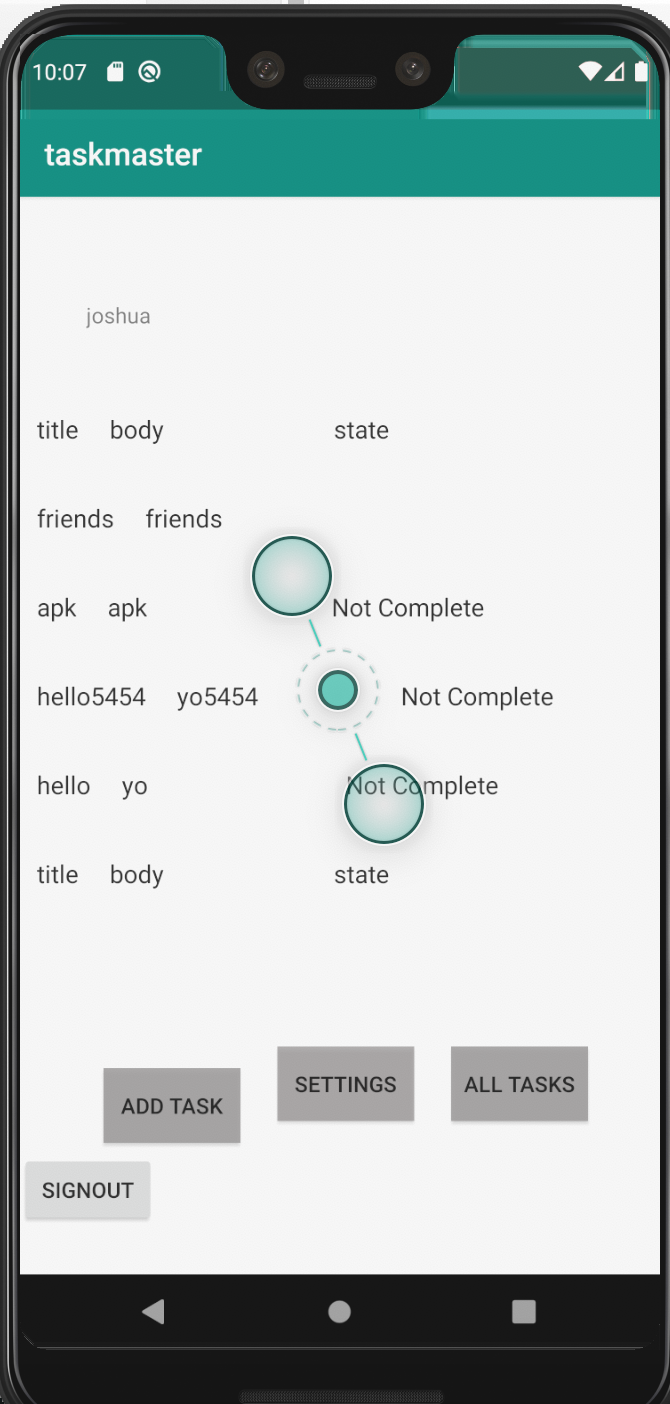 10:07
taskmaster
joshua
title body state
friends friends
apk apk Not Complete
hello5454 yo5454 Not Complete
hello yo Not Complete
title body state
SETTINGS ALL TASKS
ADD TASK
SIGNOUT